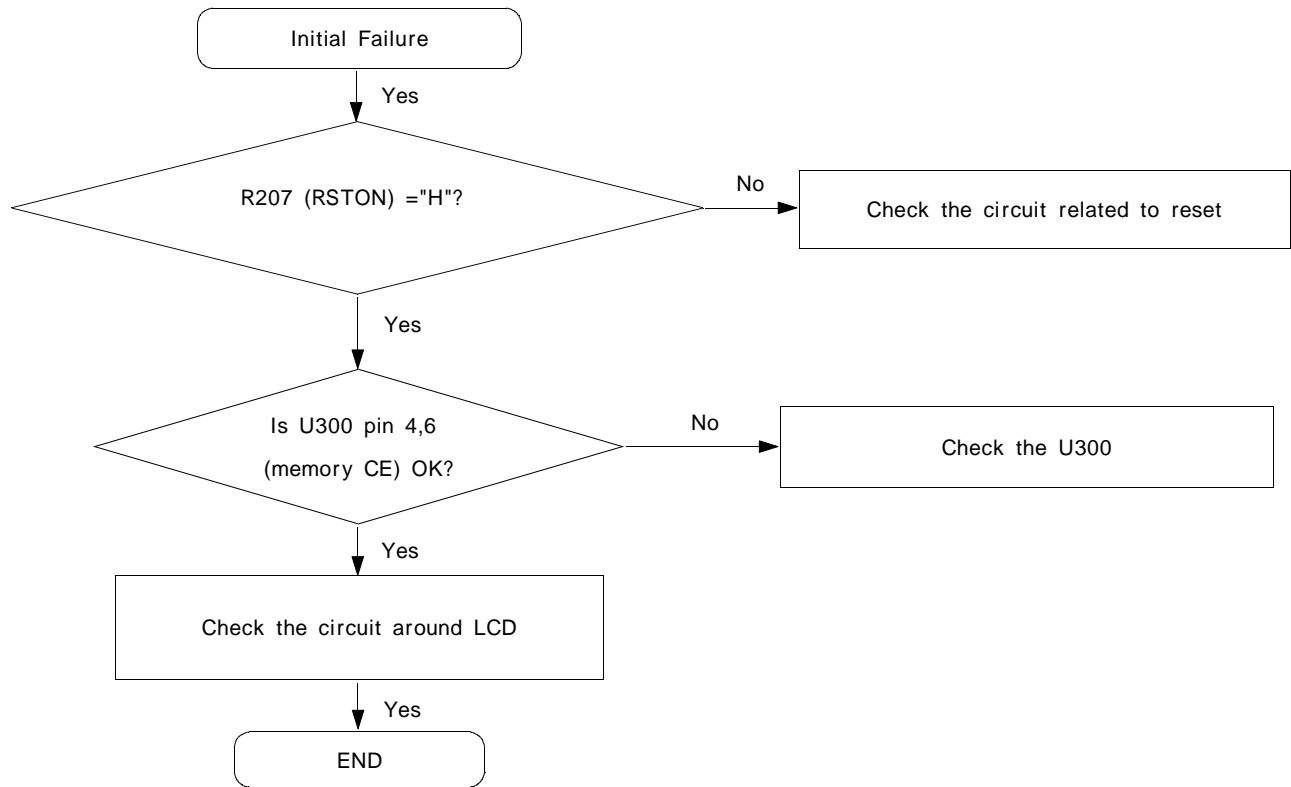 Initial Failure
Yes
R207 (RSTON) ="H"?
No
Check the circuit related to reset
Yes
Is U300 pin 4,6
(memory CE) OK?
No
Check the U300
Yes
Check the circuit around LCD
Yes
END